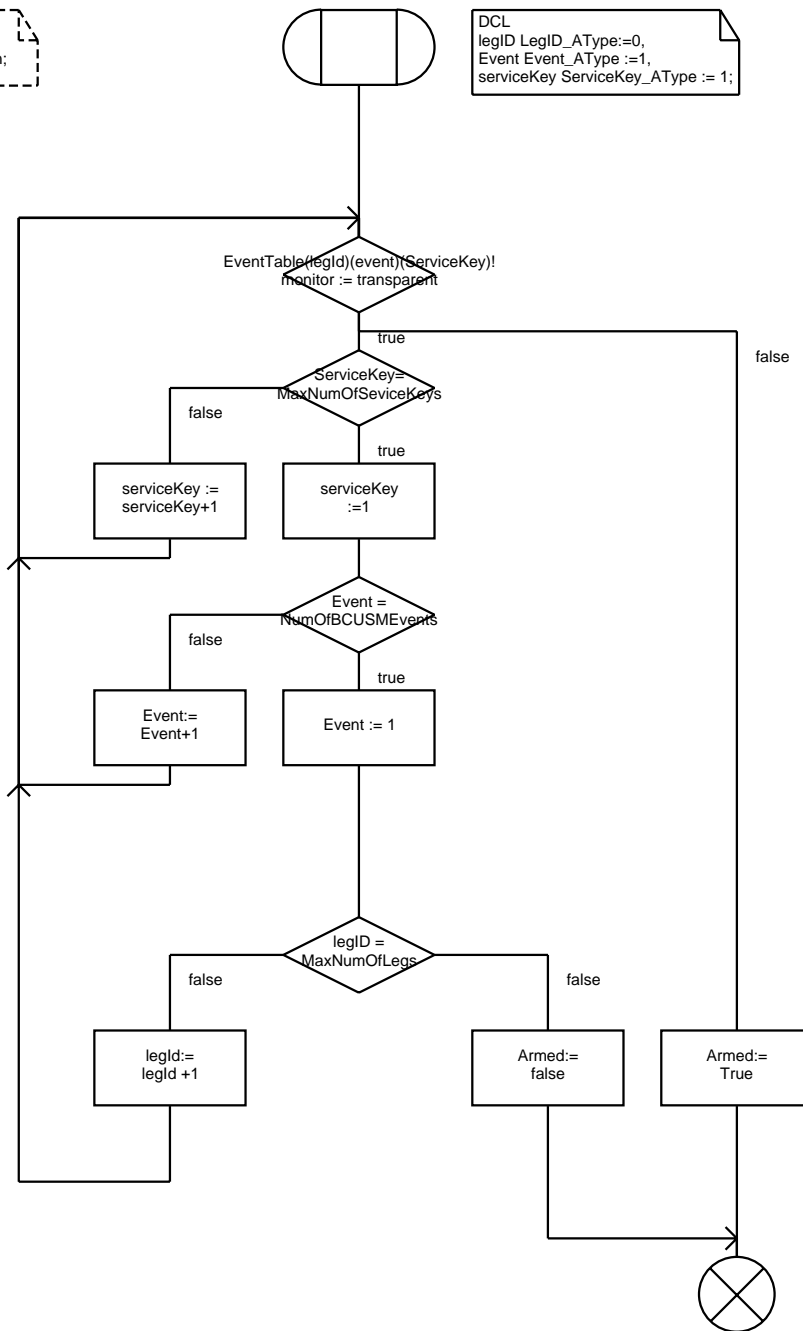 DCL
legID LegID_AType:=0,
Event Event_AType :=1,
serviceKey ServiceKey_AType := 1;
EventTable(legId)(event)(ServiceKey)!
monitor := transparent
true
false
ServiceKey=
MaxNumOfSeviceKeys
false
true
serviceKey :=
serviceKey+1
serviceKey
:=1
Event =
NumOfBCUSMEvents
false
true
Event:=
Event+1
Event := 1
legID =
MaxNumOfLegs
false
false
legId:=
legId +1
Armed:=
false
Armed:=
True